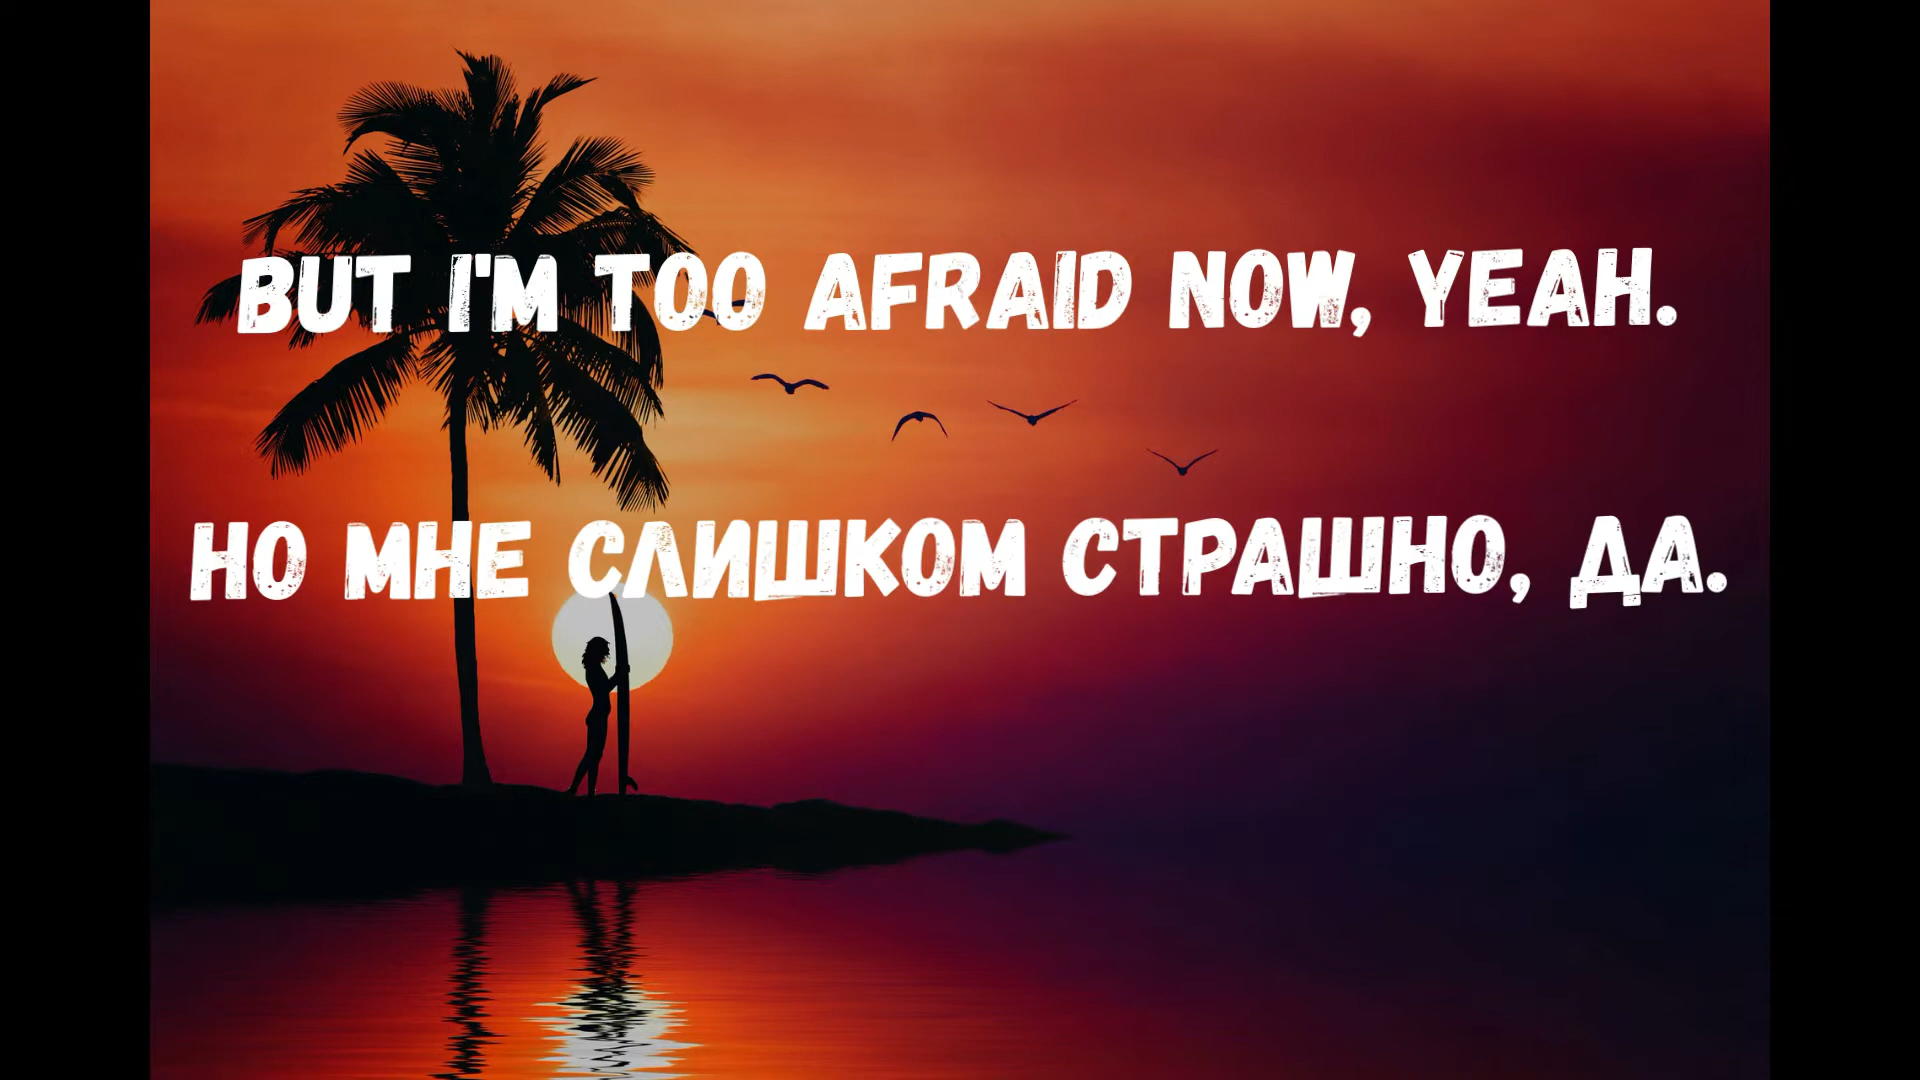 BUT I'M TOO AFRAID NOW, YEAH.
НО МНЕ СЛИШКОМ СТРАШНО, ДА.